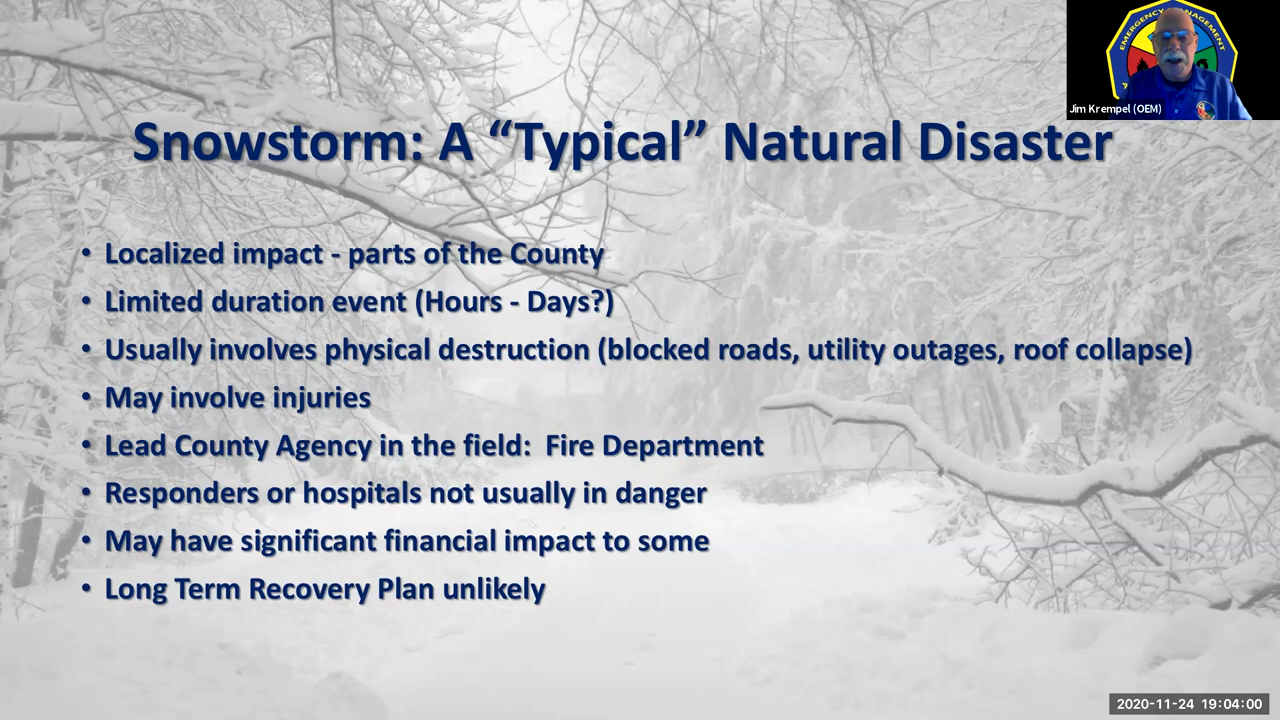 EMERGENCY MANAGEMENT
Jim Krempel (OEM)
Snowstorm: A “Typical” Natural Disaster
• Localized impact - parts of the County
• Limited duration event (Hours - Days?)
• Usually involves physical destruction (blocked roads, utility outages, roof collapse)
• May involve injuries
• Lead County Agency in the field:  Fire Department
• Responders or hospitals not usually in danger
• May have significant financial impact to some
• Long Term Recovery Plan unlikely
2020-11-24 19:04:00